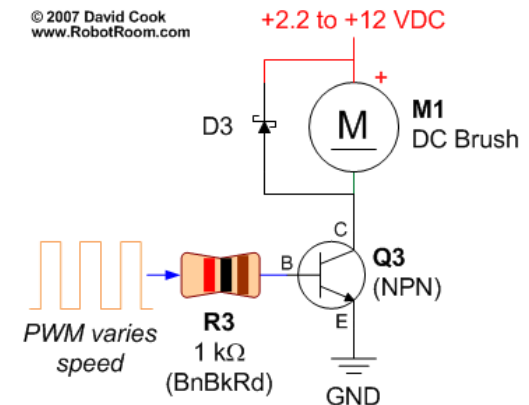 © 2007 David Cook
www.RobotRoom.com
+2.2 to +12 VDC
+
D3
M
M1
DC Brush
C
B
Q3
(NPN)
E
PWM varies
speed
R3
1 kΩ
(BnBkRd)
GND